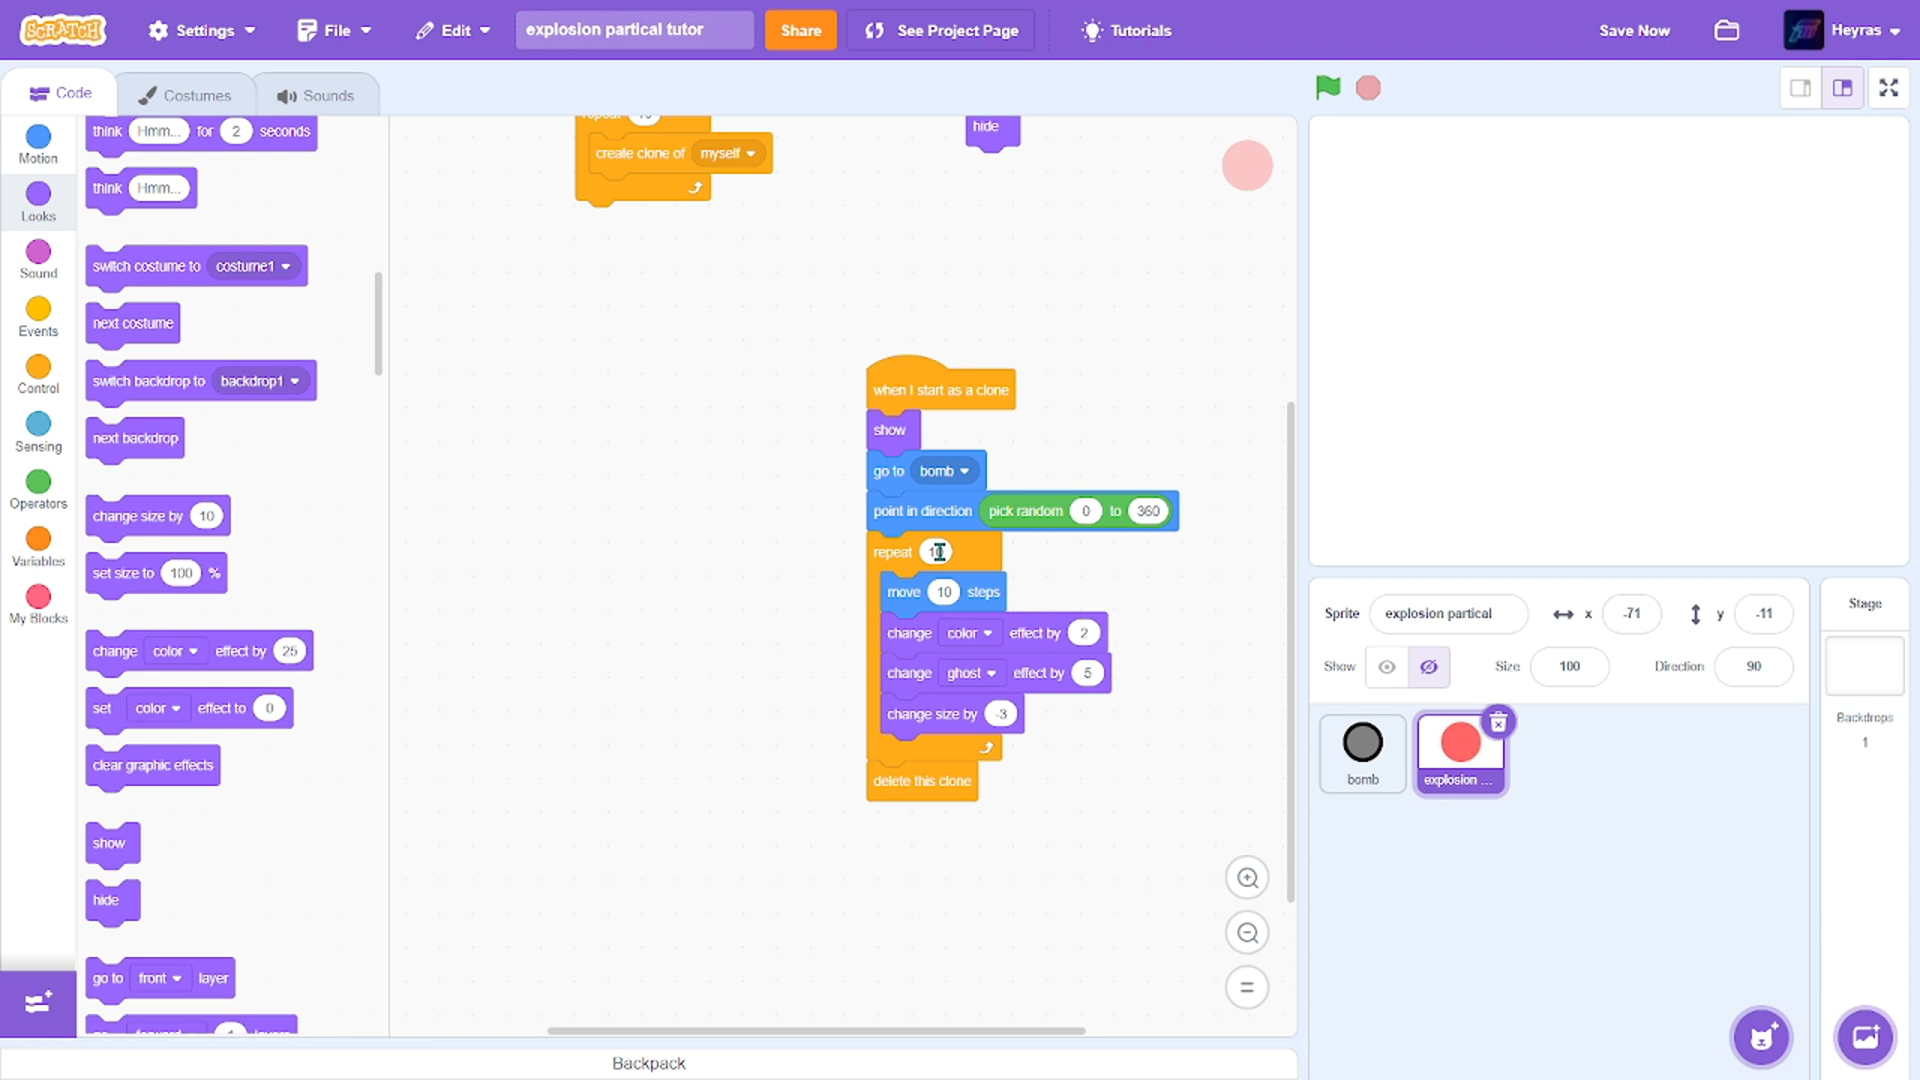 SCRATCH Settings File Edit explosion partical tutor Share See Project Page Tutorials Save Now Heyras
Code Costumes Sounds
Motion
Looks
Sound
Events
Control
Sensing
Operators
Variables
My Blocks
think Hmm... for 2 seconds
think Hmm...
switch costume to costume1
next costume
switch backdrop to backdrop1
next backdrop
change size by 10
set size to 100 %
change color effect by 25
set color effect to 0
clear graphic effects
show
hide
go to front layer
repeat
create clone of myself
hide
when I start as a clone
show
go to bomb
point in direction pick random 0 to 360
repeat 10
move 10 steps
change color effect by 2
change ghost effect by 5
change size by -3
delete this clone
Backpack
Sprite explosion partical x -71 y -11
Show Size 100 Direction 90
bomb
explosion ...
Stage
Backdrops
1